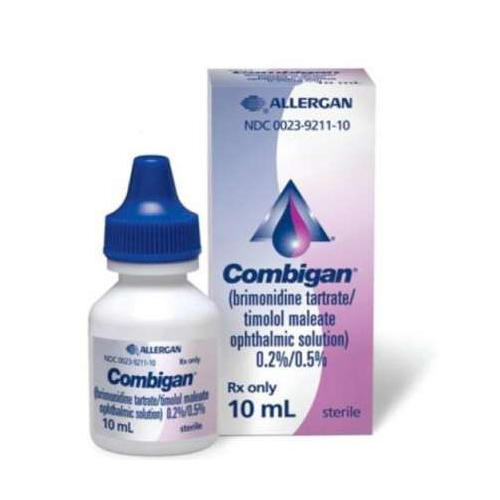 ALLERGAN
NDC 0023-9211-10
Combigan®
(brimonidine tartrate/
timolol maleate
ophthalmic solution)
0.2%/0.5%
Rx only
10 mL
sterile
ALLERGAN
NDC 0023-9211-10
Rx only
Combigan®
(brimonidine tartrate/timolol maleate
ophthalmic solution) 0.2%/0.5%
10 mL
sterile